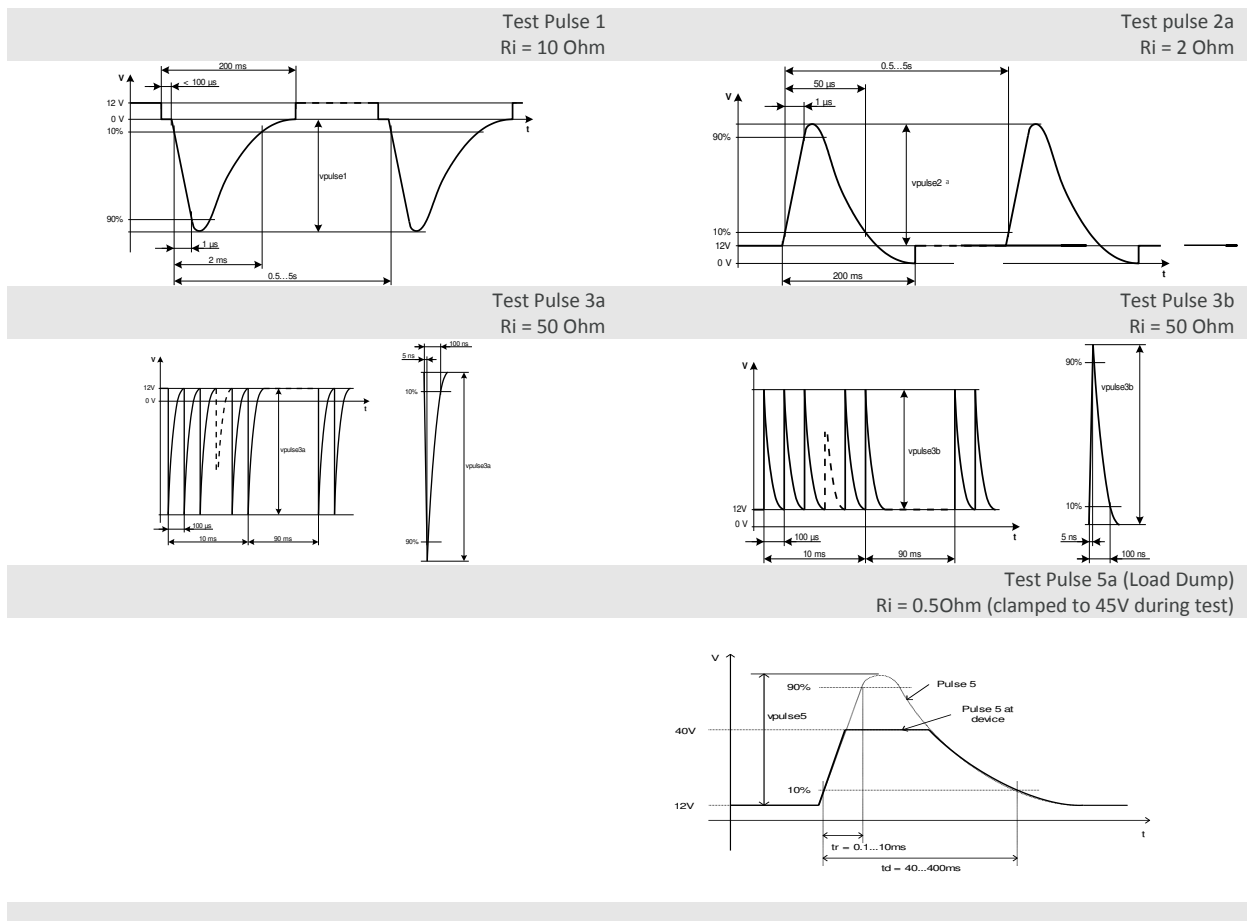 Test Pulse 1
Ri = 10 Ohm
Test pulse 2a
Ri = 2 Ohm
200 ms
V
< 100 µs
12 V
0 V
10%
t
vpulse1
90%
1 µs
2 ms
0.5...5s
0.5...5s
50 µs
V
1 µs
90%
vpulse2 a
10%
12V
0 V
t
200 ms
Test Pulse 3a
Ri = 50 Ohm
Test Pulse 3b
Ri = 50 Ohm
V
12V
0 V
t
vpulse3a
100 µs
10 ms
90 ms
100 ns
5 ns
10%
vpulse3a
90%
V
vpulse3b
12V
0 V
t
100 µs
10 ms
90 ms
90%
vpulse3b
10%
5 ns
100 ns
Test Pulse 5a (Load Dump)
Ri = 0.5Ohm (clamped to 45V during test)
V
90%
Pulse 5
vpulse5
Pulse 5 at
device
40V
10%
12V
t
tr = 0.1...10ms
td = 40...400ms